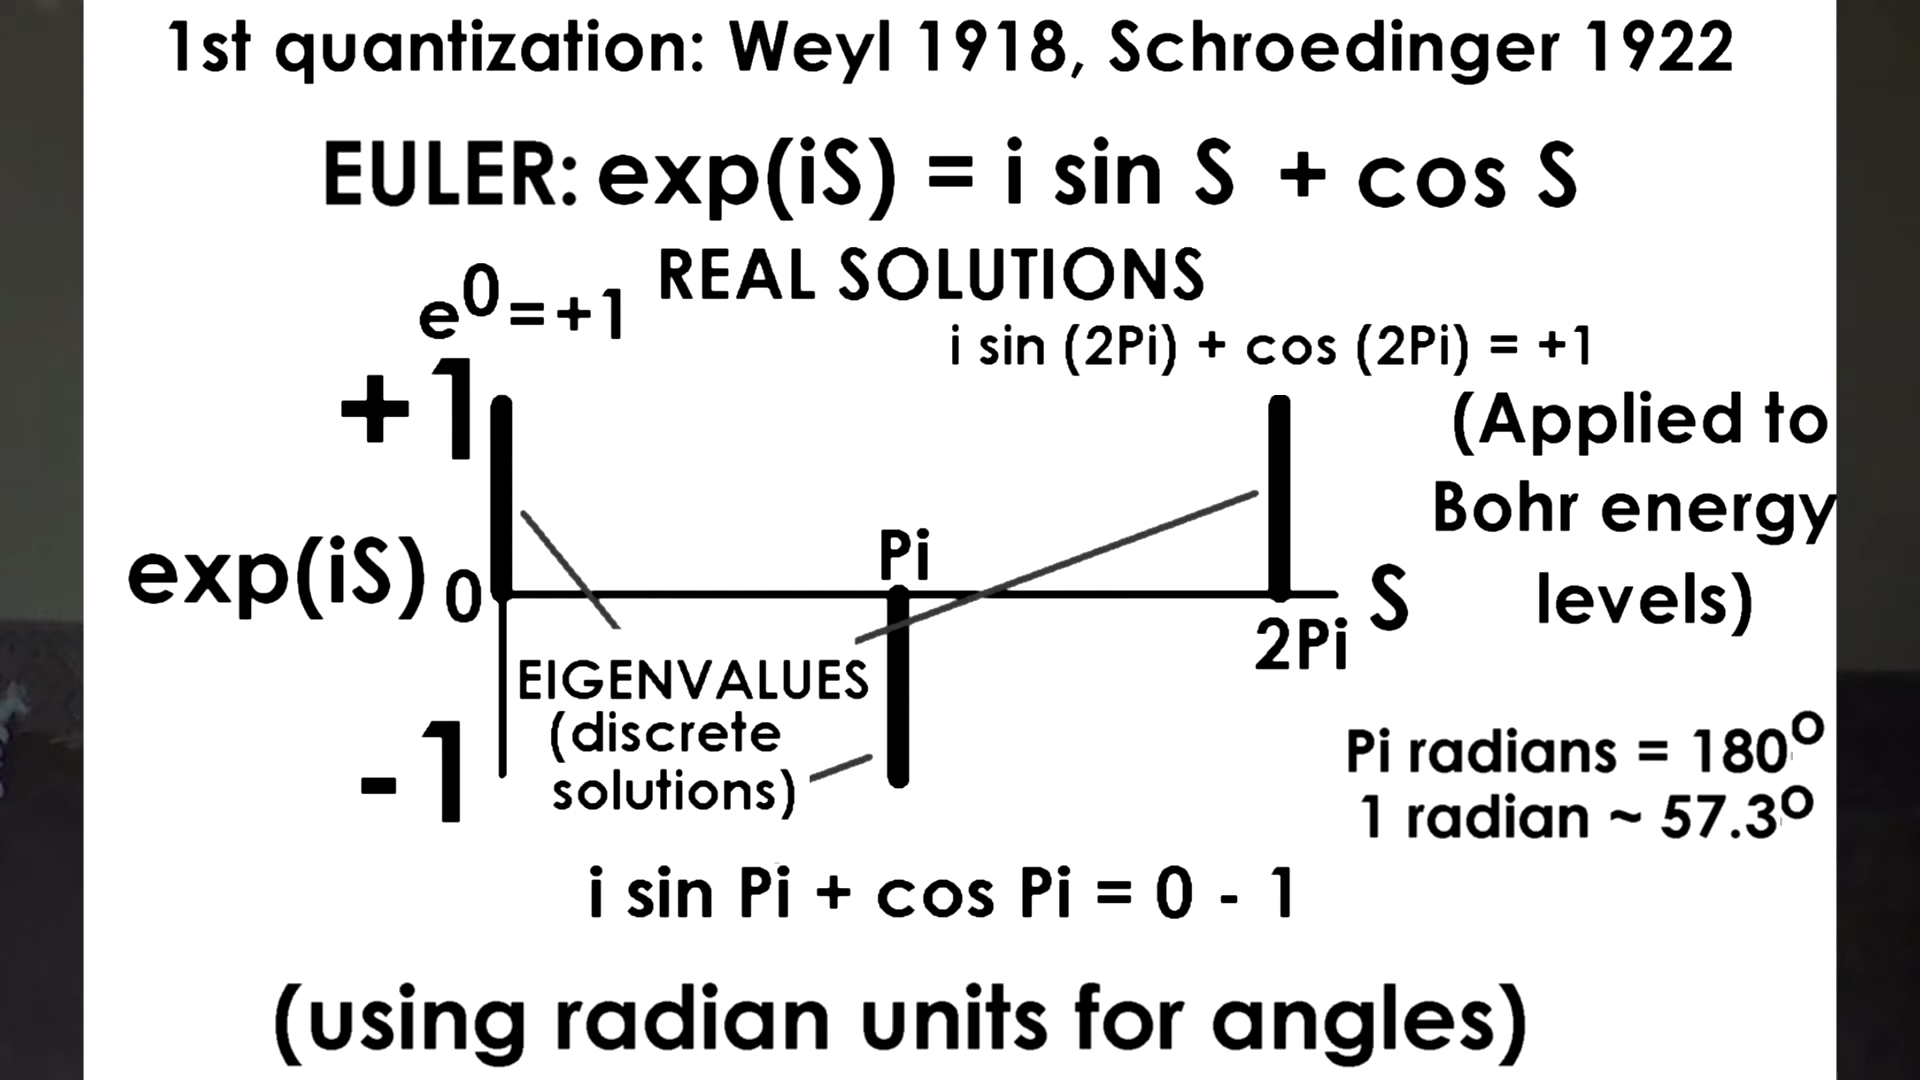 1st quantization: Weyl 1918, Schroedinger 1922
EULER: exp(iS) = i sin S + cos S
REAL SOLUTIONS
e⁰=+1
i sin (2Pi) + cos (2Pi) = +1
+1
(Applied to
Bohr energy
levels)
Pi
exp(iS) 0
S
2Pi
EIGENVALUES
(discrete
solutions)
-1
Pi radians = 180º
1 radian ~ 57.3º
i sin Pi + cos Pi = 0 - 1
(using radian units for angles)